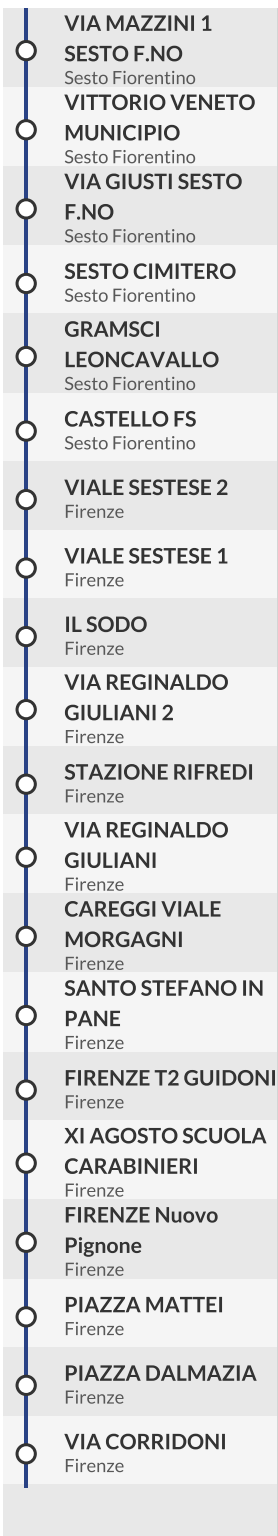 VIA MAZZINI 1
SESTO F.NO
Sesto Fiorentino
VITTORIO VENETO
MUNICIPIO
Sesto Fiorentino
VIA GIUSTI SESTO
F.NO
Sesto Fiorentino
SESTO CIMITERO
Sesto Fiorentino
GRAMSCI
LEONCAVALLO
Sesto Fiorentino
CASTELLO FS
Sesto Fiorentino
VIALE SESTESE 2
Firenze
VIALE SESTESE 1
Firenze
IL SODO
Firenze
VIA REGINALDO
GIULIANI 2
Firenze
STAZIONE RIFREDI
Firenze
VIA REGINALDO
GIULIANI
Firenze
CAREGGI VIALE
MORGAGNI
Firenze
SANTO STEFANO IN
PANE
Firenze
FIRENZE T2 GUIDONI
Firenze
XI AGOSTO SCUOLA
CARABINIERI
Firenze
FIRENZE Nuovo
Pignone
Firenze
PIAZZA MATTEI
Firenze
PIAZZA DALMAZIA
Firenze
VIA CORRIDONI
Firenze